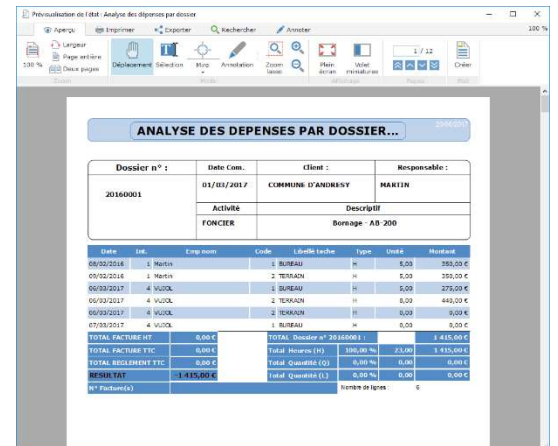 Prévisualisation de l'état : Analyse des dépenses par dossier
Aperçu Imprimer Exporter Rechercher Annoter 100 %
100 % Largeur Page entière Deux pages Déplacement Sélection Annotation Zoom Plein écran Volet miniatures 1 / 12 Créer
Zoom Mode Affichage Pages
ANALYSE DES DEPENSES PAR DOSSIER...
Dossier n° : Date Com. Client : Responsable :
20160001 01/03/2017 COMMUNE D'ANDRESY MARTIN
Activité Descriptif
FONCIER Bornage - AB-200
Date Int. Emp nom Code Libellé tache Type Unité Montant
08/02/2016 1 Martin 1 BUREAU H 5,00 350,00 €
09/02/2016 1 Martin 2 TERRAIN H 5,00 350,00 €
06/03/2017 4 1 BUREAU H 5,00 275,00 €
06/03/2017 4 2 TERRAIN H 8,00 440,00 €
06/03/2017 4 2 TERRAIN H 0,00 0,00 €
07/03/2017 4 1 BUREAU H 0,00 0,00 €
TOTAL FACTURE HT 0,00 € TOTAL Dossier n° 20160001 : 1 415,00 €
TOTAL FACTURE TTC 0,00 € Total Heures (H) 100,00 % 23,00 1 415,00 €
TOTAL REGLEMENT TTC 0,00 € Total Quantité (Q) 0,00 % 0,00 0,00 €
RESULTAT -1 415,00 € Total Quantité (L) 0,00 % 0,00 0,00 €
N° Facture(s) Nombre de lignes : 6